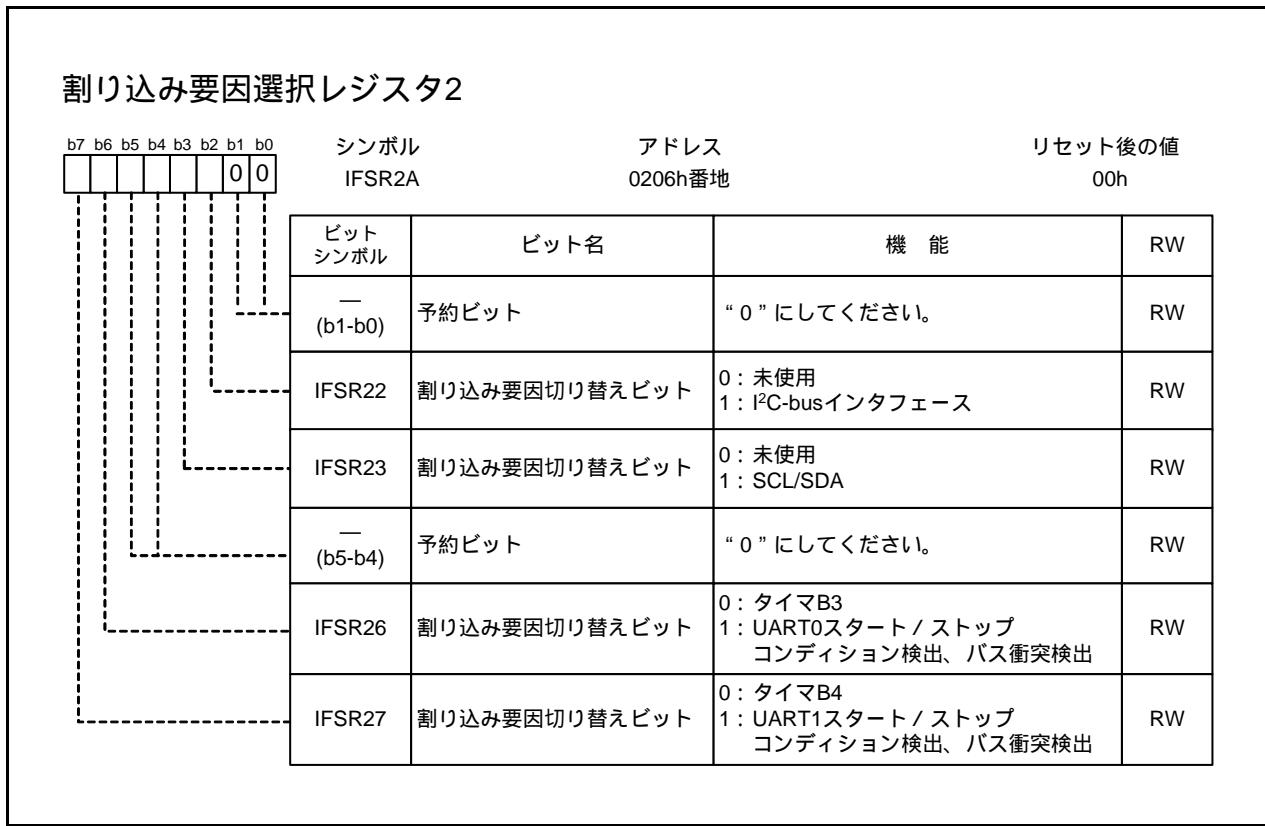 割り込み要因選択レジスタ2
b7 b6 b5 b4 b3 b2 b1 b0
0 0
シンボル アドレス リセット後の値
IFSR2A 0206h番地 00h
ビット
シンボル
ビット名 機 能 RW
—
(b1-b0)
予約ビット
“0”にしてください。
RW
IFSR22
割り込み要因切り替えビット
0：未使用
1：I²C-busインタフェース
RW
IFSR23
割り込み要因切り替えビット
0：未使用
1：SCL/SDA
RW
—
(b5-b4)
予約ビット
“0”にしてください。
RW
IFSR26
割り込み要因切り替えビット
0：タイマB3
1：UART0スタート／ストップ
コンディション検出、バス衝突検出
RW
IFSR27
割り込み要因切り替えビット
0：タイマB4
1：UART1スタート／ストップ
コンディション検出、バス衝突検出
RW